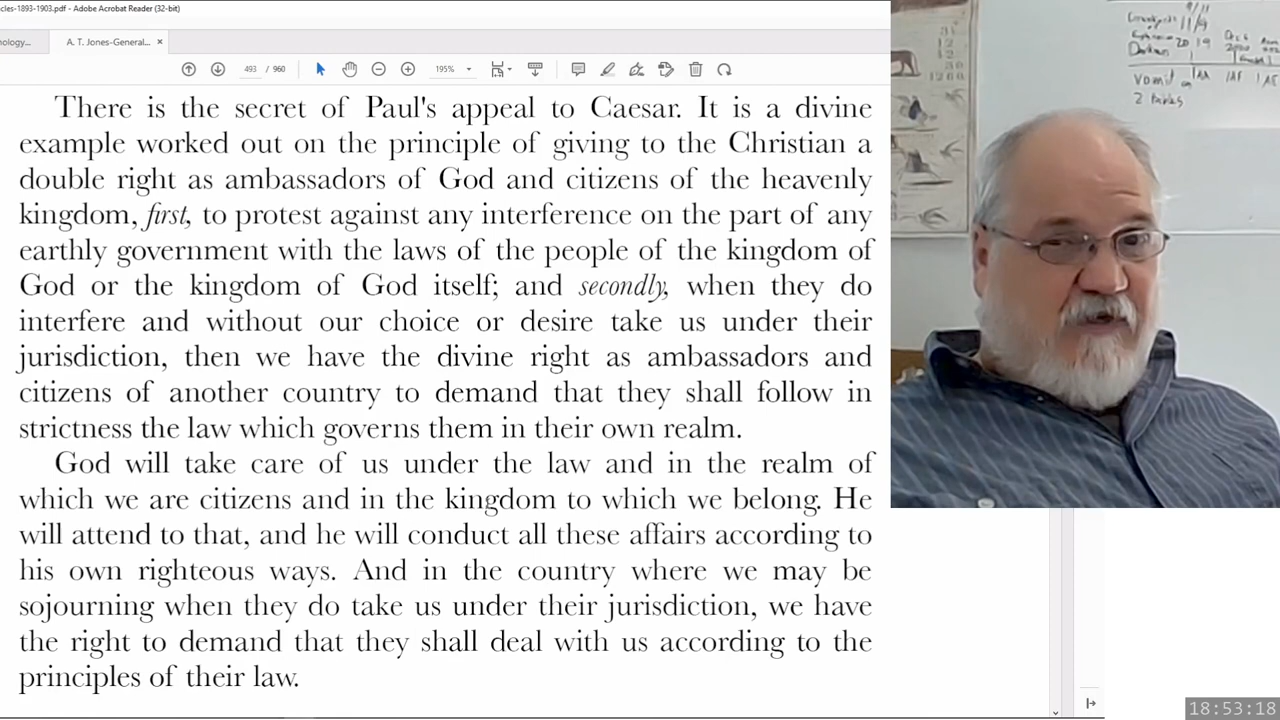 cles-1893-1903.pdf - Adobe Acrobat Reader (32-bit)
nology...
A. T. Jones-General...
493 / 960
195%
There is the secret of Paul's appeal to Caesar. It is a divine
example worked out on the principle of giving to the Christian a
double right as ambassadors of God and citizens of the heavenly
kingdom, first, to protest against any interference on the part of any
earthly government with the laws of the people of the kingdom of
God or the kingdom of God itself; and secondly, when they do
interfere and without our choice or desire take us under their
jurisdiction, then we have the divine right as ambassadors and
citizens of another country to demand that they shall follow in
strictness the law which governs them in their own realm.
God will take care of us under the law and in the realm of
which we are citizens and in the kingdom to which we belong. He
will attend to that, and he will conduct all these affairs according to
his own righteous ways. And in the country where we may be
sojourning when they do take us under their jurisdiction, we have
the right to demand that they shall deal with us according to the
principles of their law.
9/11
11/9
20 19
2 tables
18:53:18